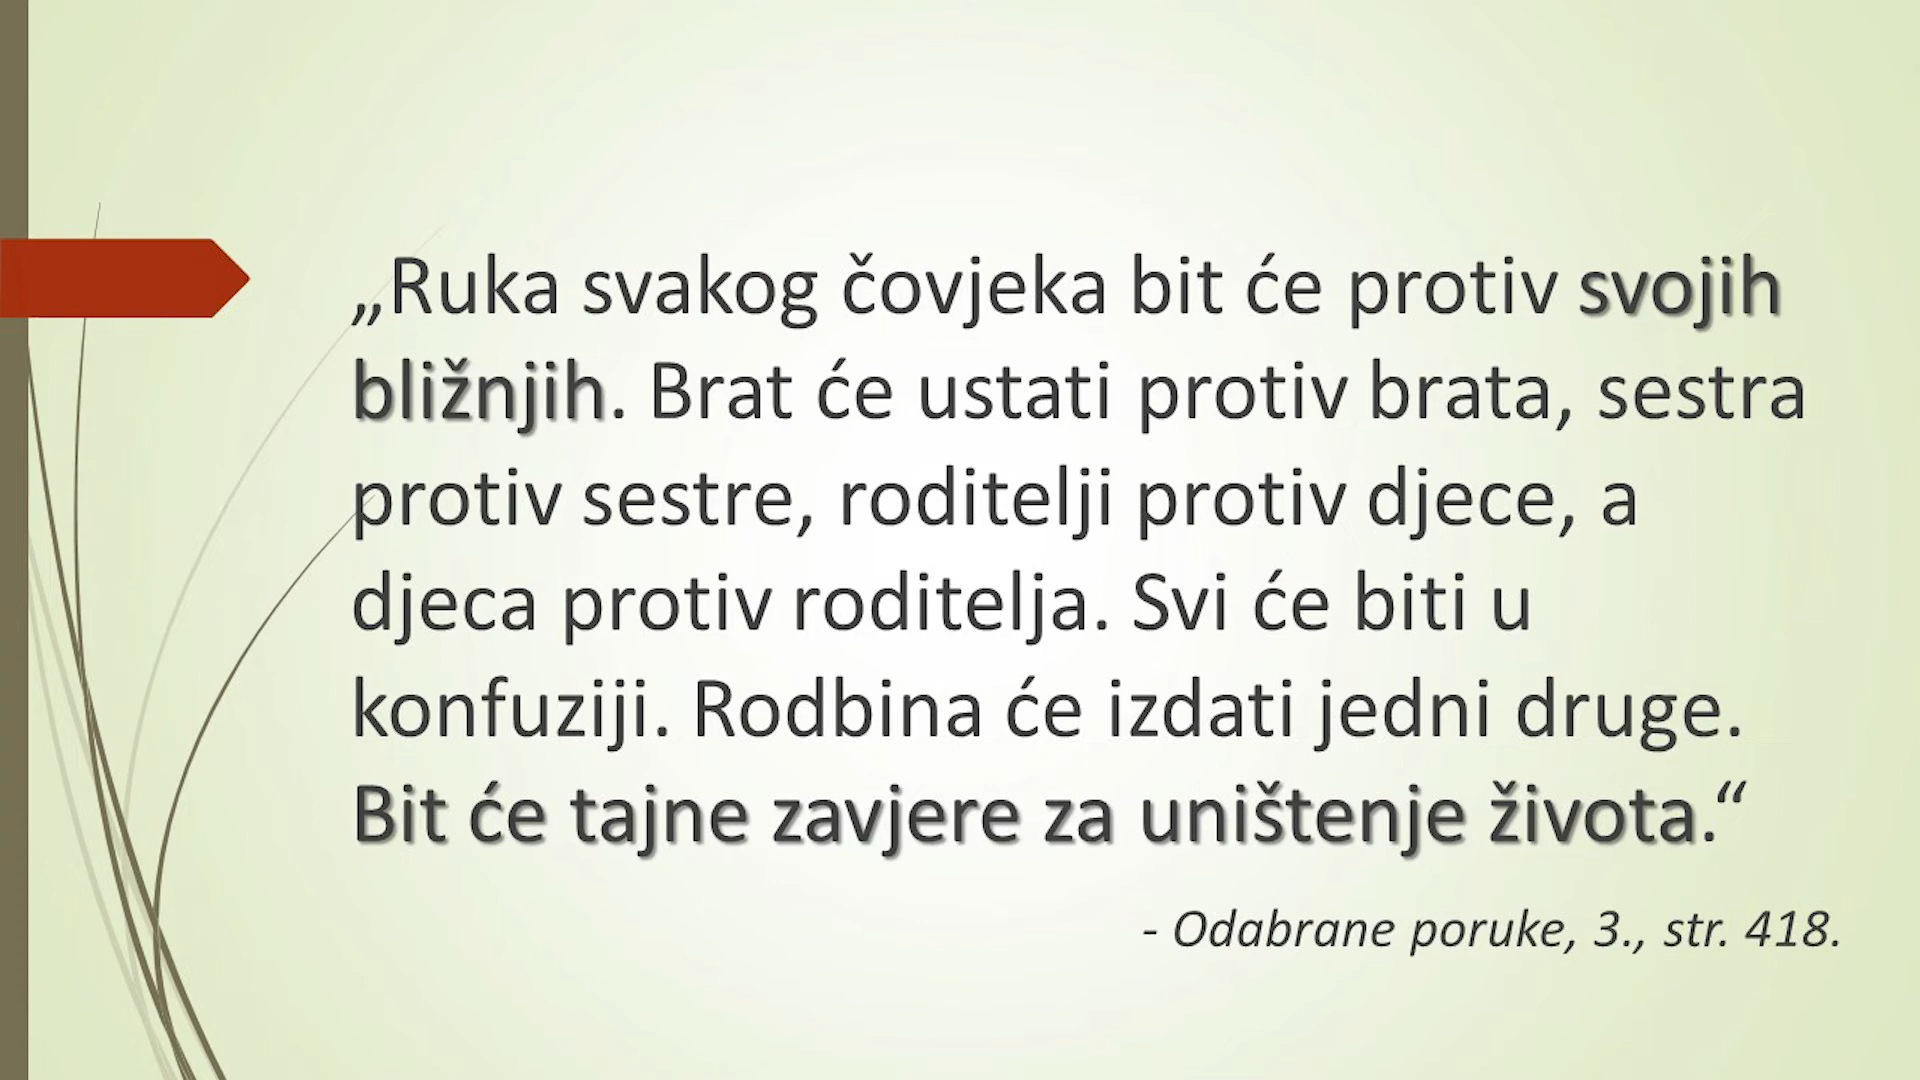 „Ruka svakog čovjeka bit će protiv svojih
bližnjih. Brat će ustati protiv brata, sestra
protiv sestre, roditelji protiv djece, a
djeca protiv roditelja. Svi će biti u
konfuziji. Rodbina će izdati jedni druge.
Bit će tajne zavjere za uništenje života.“
- Odabrane poruke, 3., str. 418.